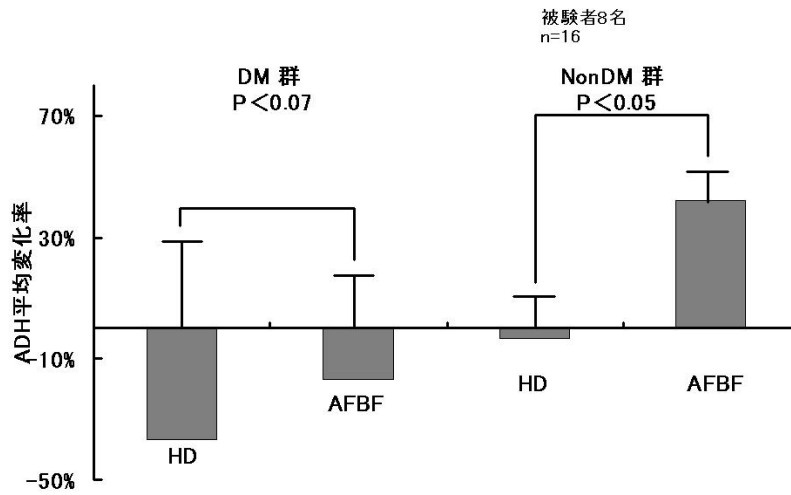 被験者8名
n=16
DM 群
P＜0.07
NonDM 群
P＜0.05
70%
30%
-10%
-50%
ADH平均変化率
HD
AFBF
HD
AFBF